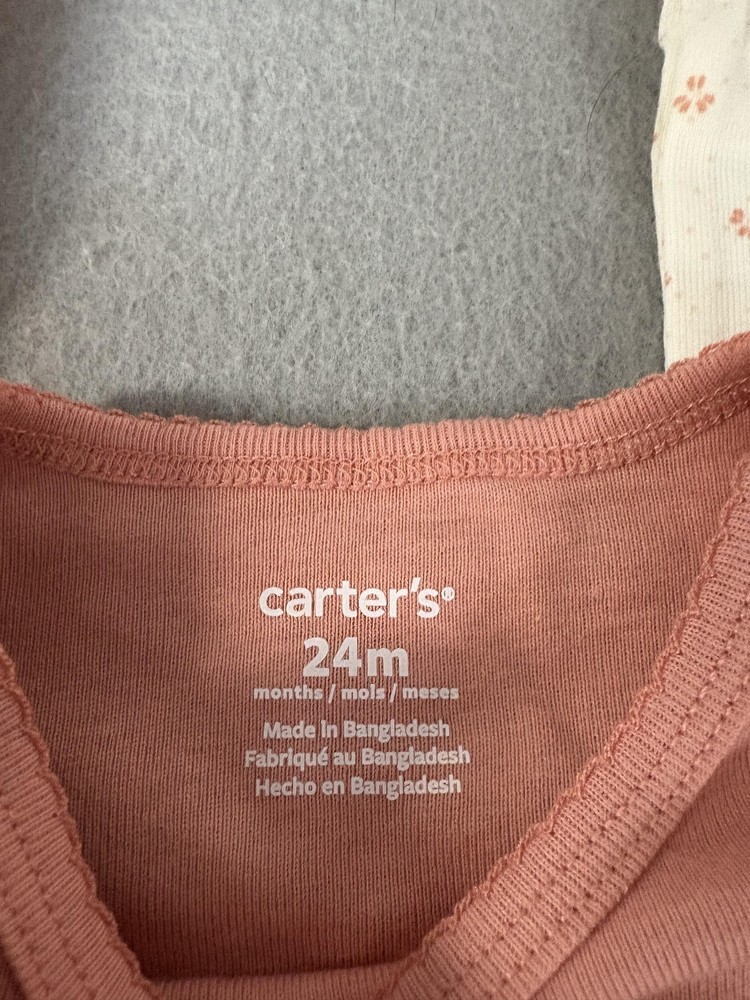 carter's®
24m
months / mois / meses
Made in Bangladesh
Fabriqué au Bangladesh
Hecho en Bangladesh